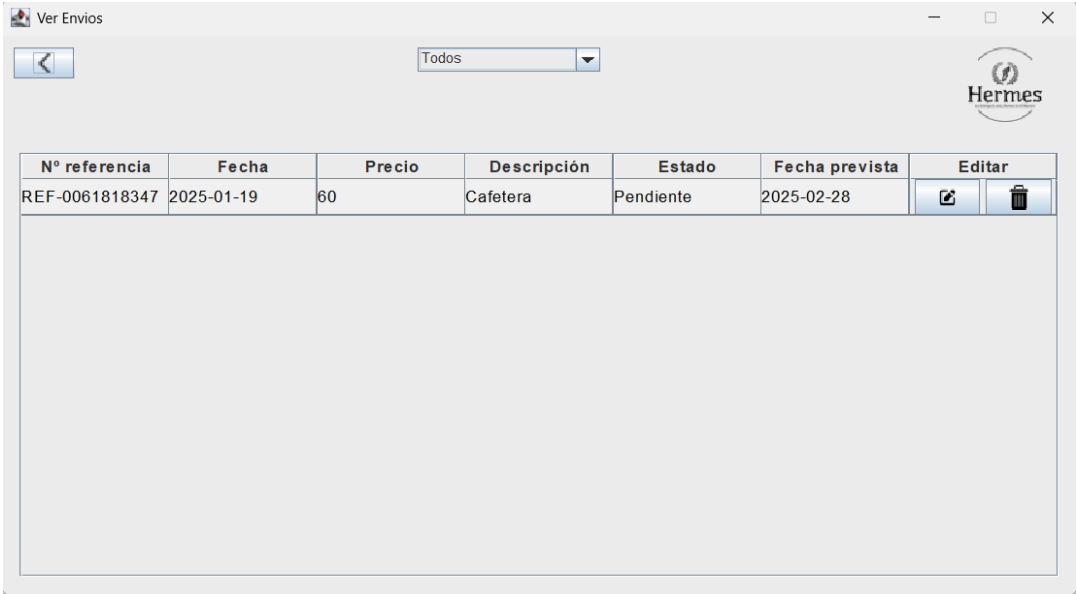 Ver Envios
Todos
Hermes
Nº referencia Fecha Precio Descripción Estado Fecha prevista Editar
REF-0061818347 2025-01-19 60 Cafetera Pendiente 2025-02-28